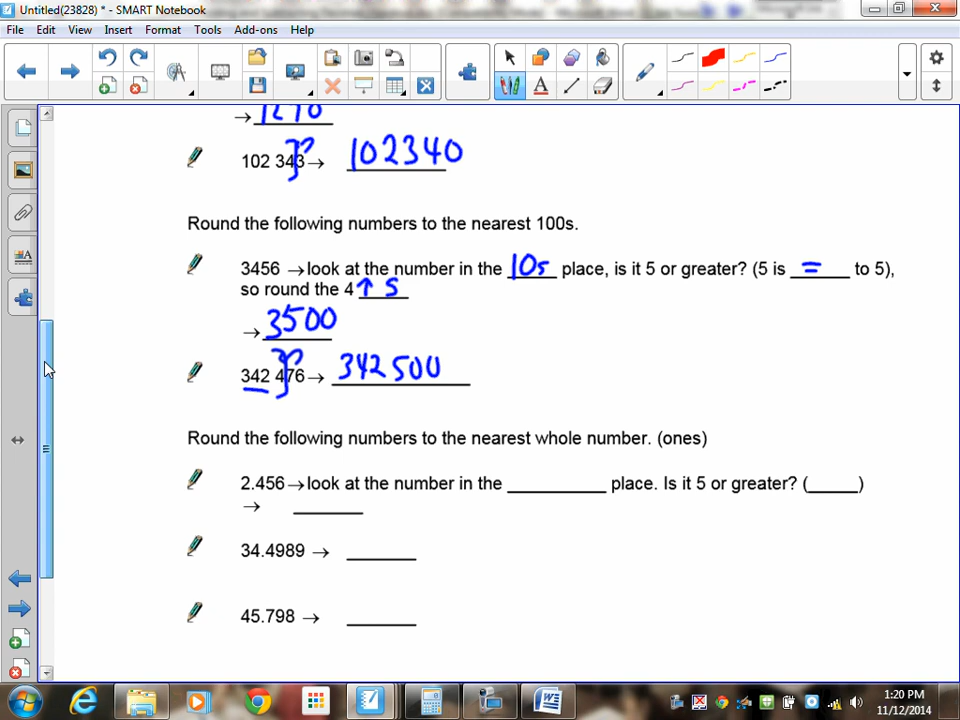 Untitled(23828) * - SMART Notebook
File Edit View Insert Format Tools Add-ons Help
→ 1270
102 343 → 102340
Round the following numbers to the nearest 100s.
3456 → look at the number in the 10s place, is it 5 or greater? (5 is = to 5),
so round the 4 ↑ 5
→ 3500
342 476 → 342 500
Round the following numbers to the nearest whole number. (ones)
2.456 → look at the number in the __________ place. Is it 5 or greater? (_____)
→ _______
34.4989 → _______
45.798 → _______
1:20 PM
11/12/2014